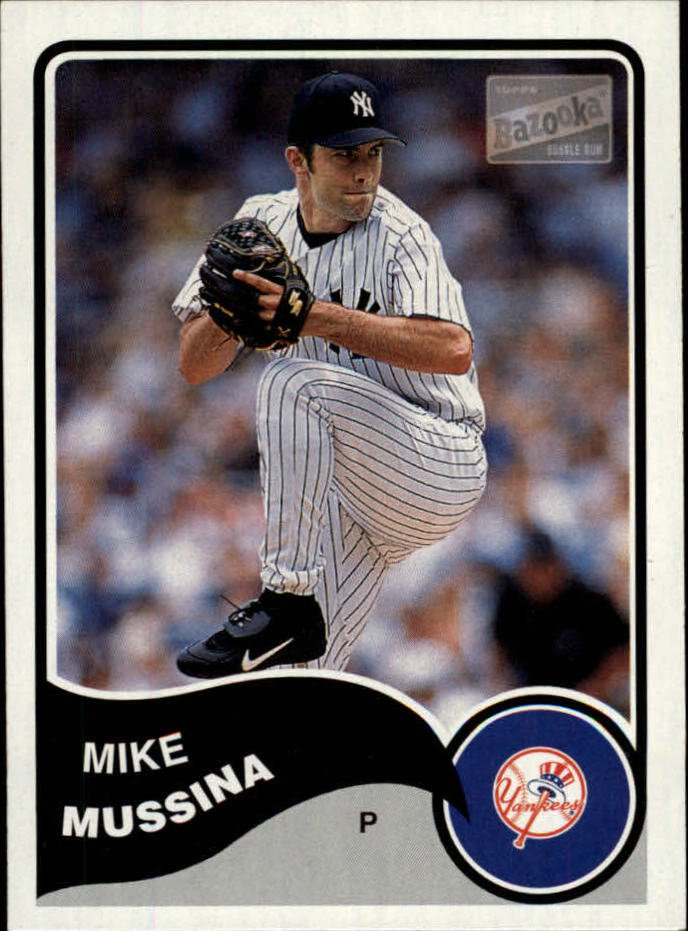 TOPPS
Bazooka
BUBBLE GUM
NY
MIKE
MUSSINA
P
Yankees